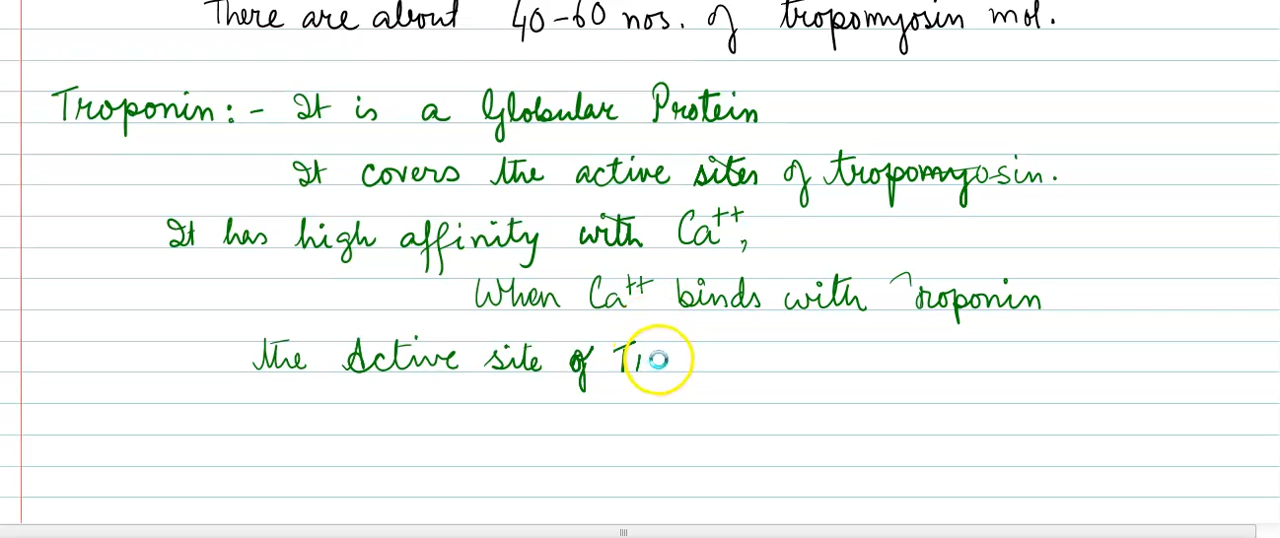 There are about 40-60 nos. of tropomyosin mol.
Troponin:- It is a Globular Protein
It covers the active sites of tropomyosin.
It has high affinity with Ca++,
When Ca++ binds with Troponin
the Active site of